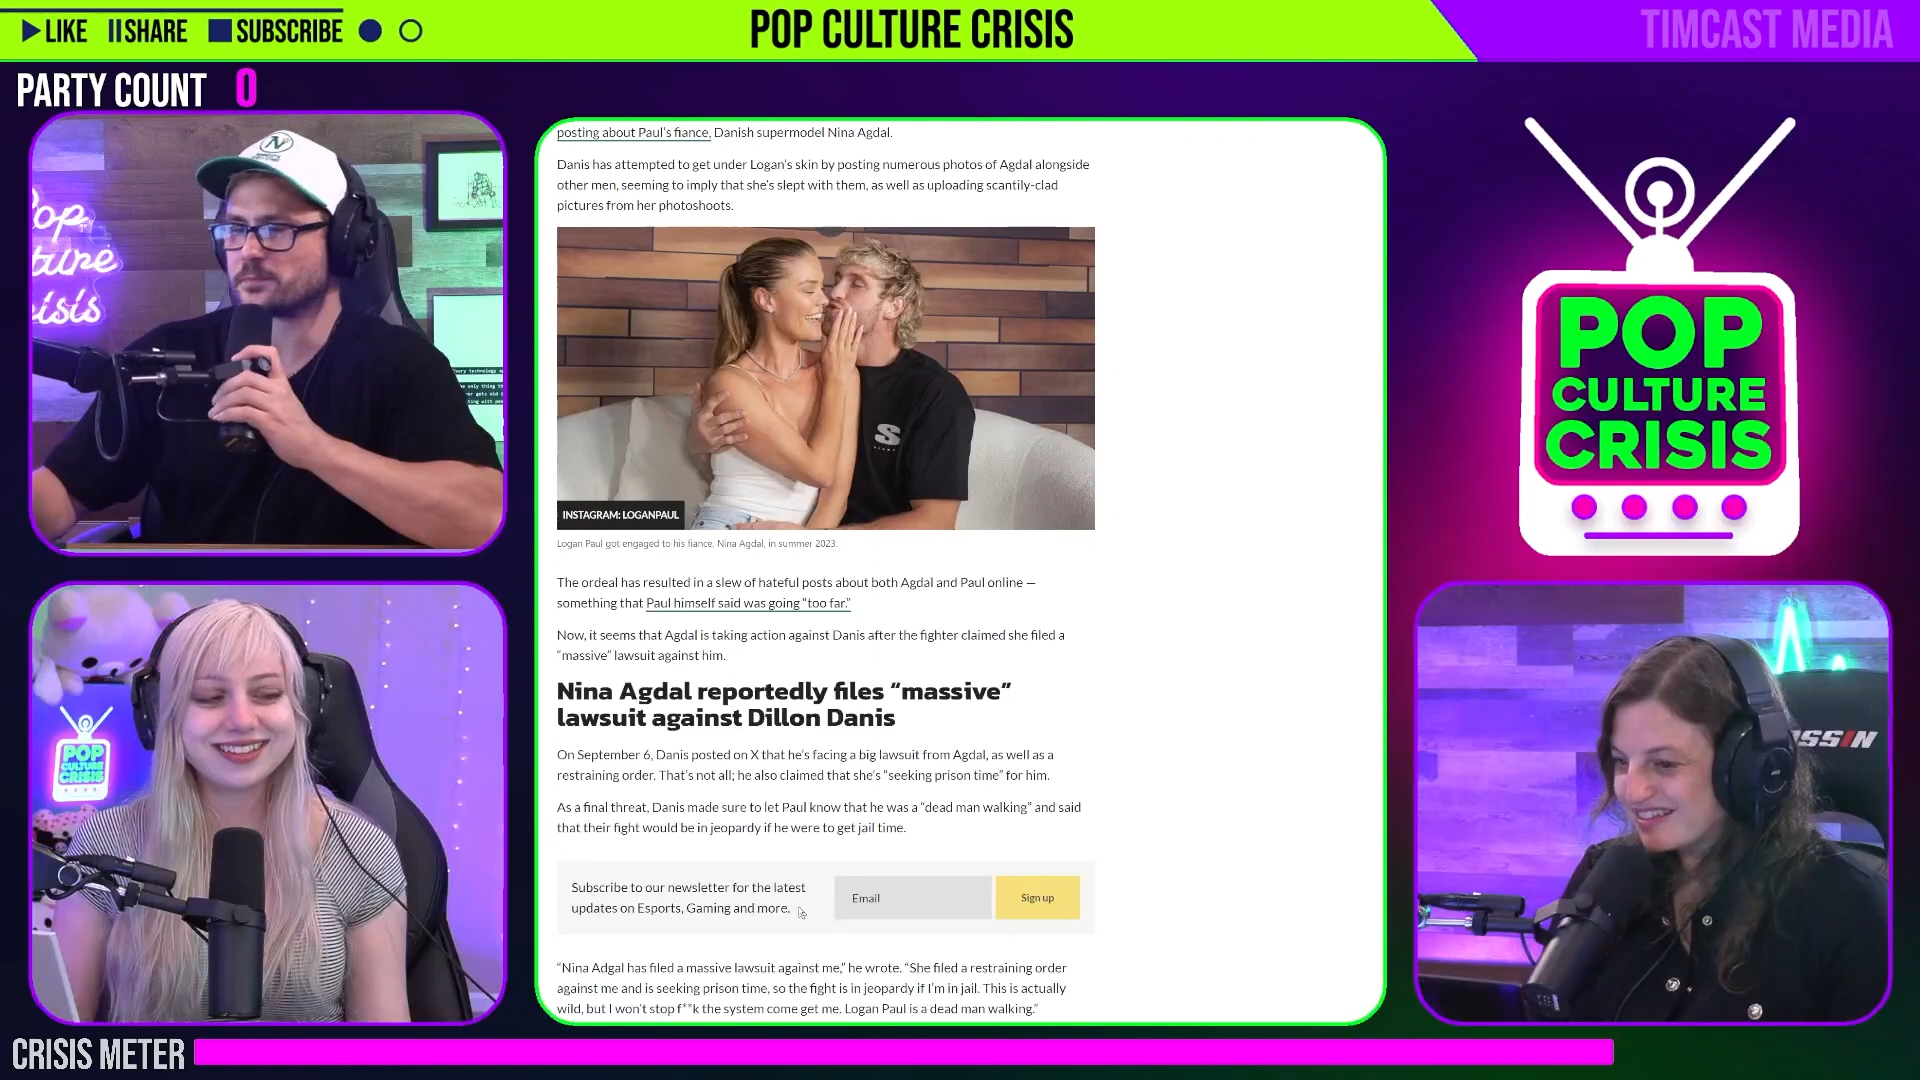 LIKE SHARE SUBSCRIBE
POP CULTURE CRISIS
TIMCAST MEDIA
PARTY COUNT 0
posting about Paul's fiance, Danish supermodel Nina Agdal.
Danis has attempted to get under Logan's skin by posting numerous photos of Agdal alongside
other men, seeming to imply that she's slept with them, as well as uploading scantily-clad
pictures from her photoshoots.
S
INSTAGRAM: LOGANPAUL
Logan Paul got engaged to his fiance, Nina Agdal, in summer 2023.
The ordeal has resulted in a slew of hateful posts about both Agdal and Paul online —
something that Paul himself said was going "too far."
Now, it seems that Agdal is taking action against Danis after the fighter claimed she filed a
"massive" lawsuit against him.
Nina Agdal reportedly files "massive"
lawsuit against Dillon Danis
On September 6, Danis posted on X that he's facing a big lawsuit from Agdal, as well as a
restraining order. That's not all; he also claimed that she's "seeking prison time" for him.
As a final threat, Danis made sure to let Paul know that he was a "dead man walking" and said
that their fight would be in jeopardy if he were to get jail time.
Subscribe to our newsletter for the latest
updates on Esports, Gaming and more.
Email
Sign up
"Nina Adgal has filed a massive lawsuit against me," he wrote. "She filed a restraining order
against me and is seeking prison time, so the fight is in jeopardy if I'm in jail. This is actually
wild, but I won't stop f**k the system come get me. Logan Paul is a dead man walking."
POP
CULTURE
CRISIS
op
ture
isis
N
POP
CULTURE
CRISIS
SSIN
CRISIS METER